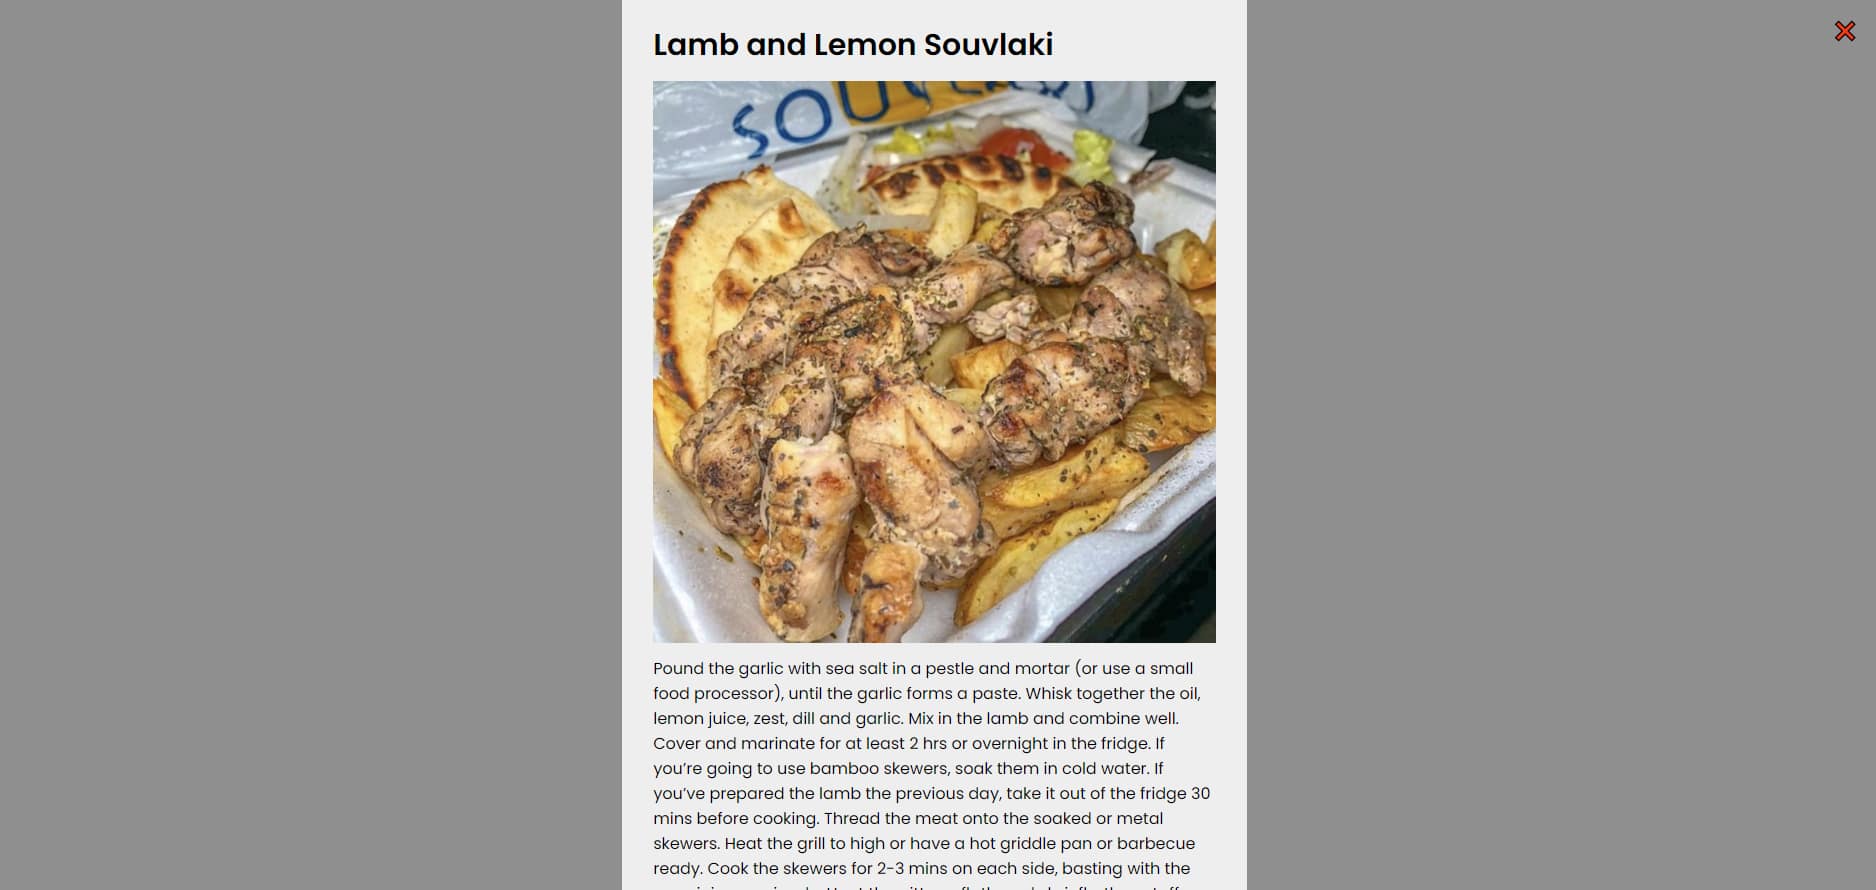 Lamb and Lemon Souvlaki
Pound the garlic with sea salt in a pestle and mortar (or use a small
food processor), until the garlic forms a paste. Whisk together the oil,
lemon juice, zest, dill and garlic. Mix in the lamb and combine well.
Cover and marinate for at least 2 hrs or overnight in the fridge. If
you’re going to use bamboo skewers, soak them in cold water. If
you’ve prepared the lamb the previous day, take it out of the fridge 30
mins before cooking. Thread the meat onto the soaked or metal
skewers. Heat the grill to high or have a hot griddle pan or barbecue
ready. Cook the skewers for 2-3 mins on each side, basting with the